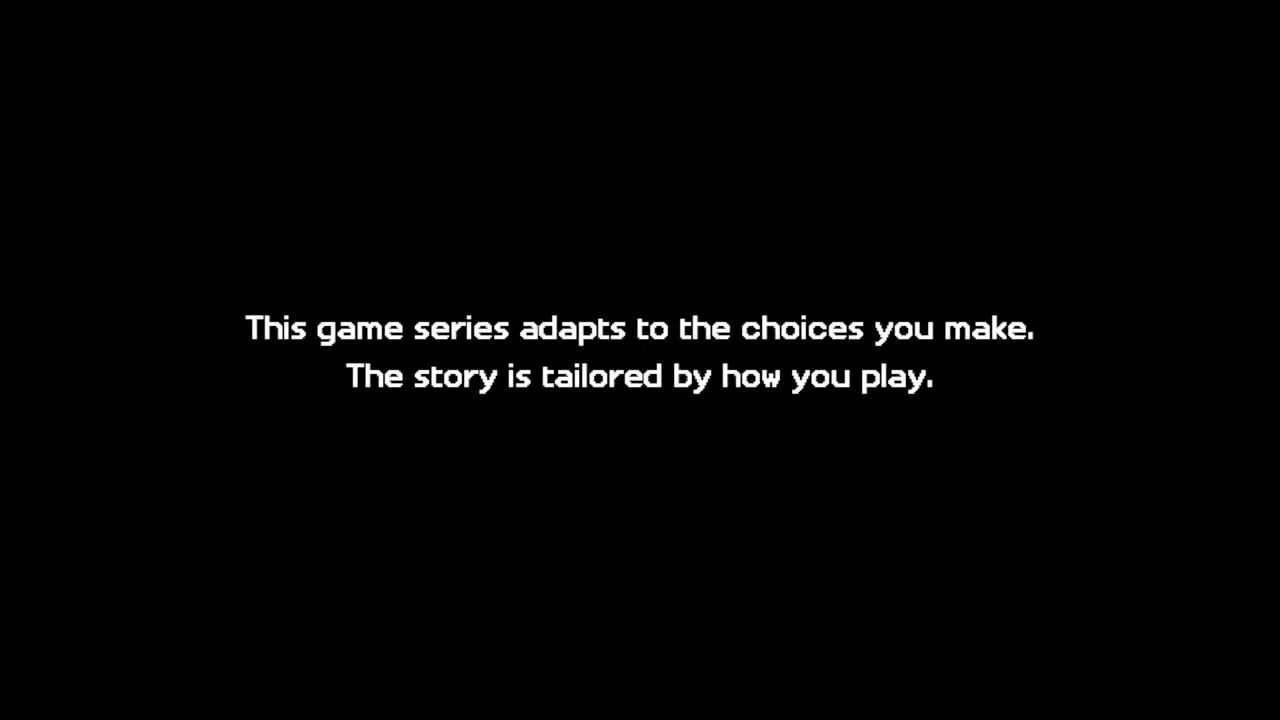 This game series adapts to the choices you make.
The story is tailored by how you play.